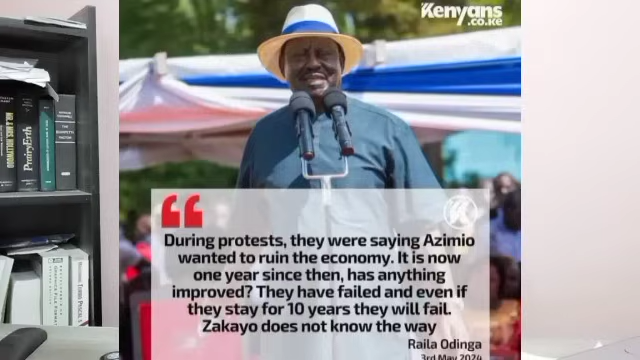 Kenyans
.co.ke
During protests, they were saying Azimio
wanted to ruin the economy. It is now
one year since then, has anything
improved? They have failed and even if
they stay for 10 years they will fail.
Zakayo does not know the way
Raila Odinga
3rd May 2024
PrairyErth